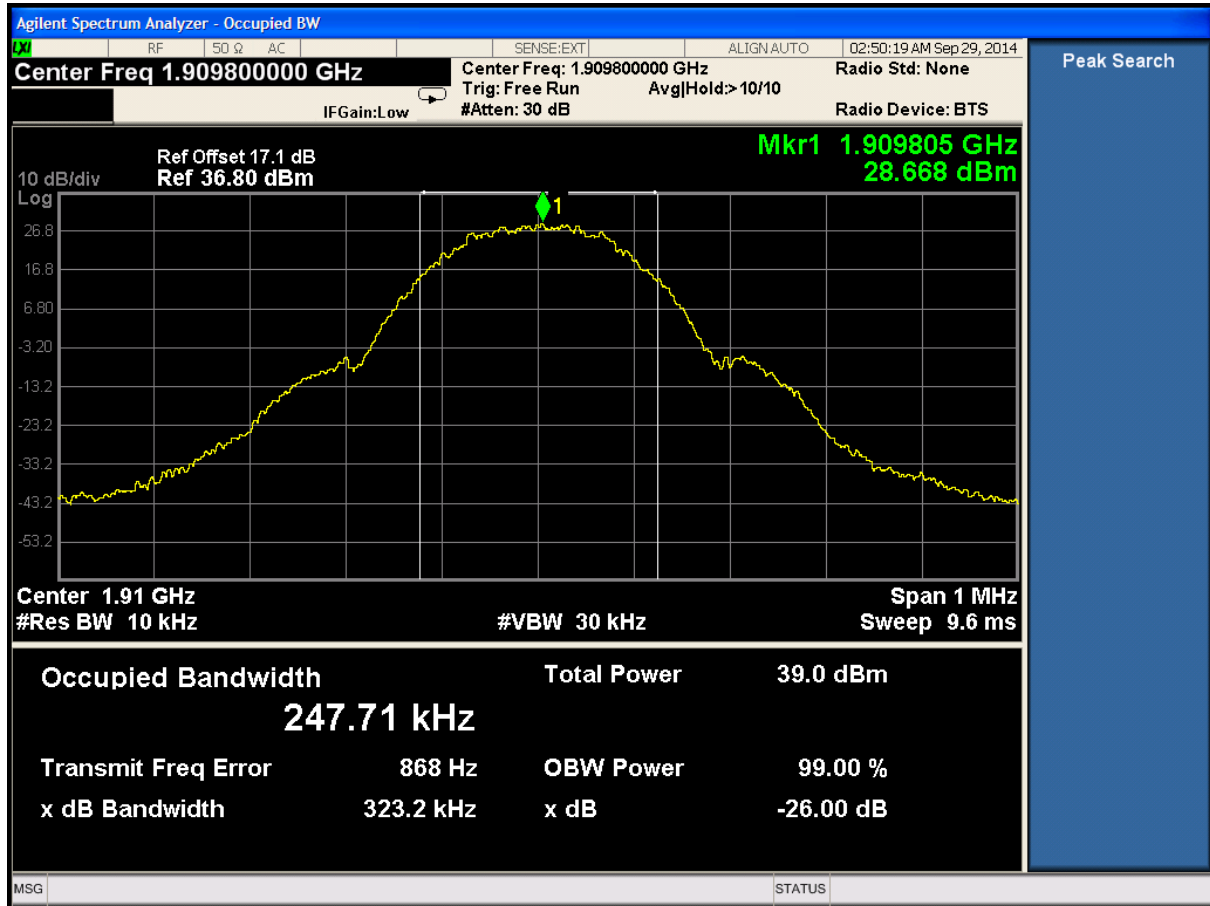 Agilent Spectrum Analyzer - Occupied BW
LXI RF 50 Ω AC SENSE:EXT ALIGN AUTO 02:50:19 AM Sep 29, 2014
Center Freq 1.909800000 GHz Center Freq: 1.909800000 GHz Radio Std: None
Trig: Free Run Avg|Hold:>10/10
IFGain:Low #Atten: 30 dB Radio Device: BTS
Peak Search
Mkr1 1.909805 GHz
Ref Offset 17.1 dB
10 dB/div Ref 36.80 dBm 28.668 dBm
Log
1
26.8
16.8
6.80
-3.20
-13.2
-23.2
-33.2
-43.2
-53.2
Center 1.91 GHz Span 1 MHz
#Res BW 10 kHz #VBW 30 kHz Sweep 9.6 ms
Occupied Bandwidth Total Power 39.0 dBm
247.71 kHz
Transmit Freq Error 868 Hz OBW Power 99.00 %
x dB Bandwidth 323.2 kHz x dB -26.00 dB
MSG STATUS